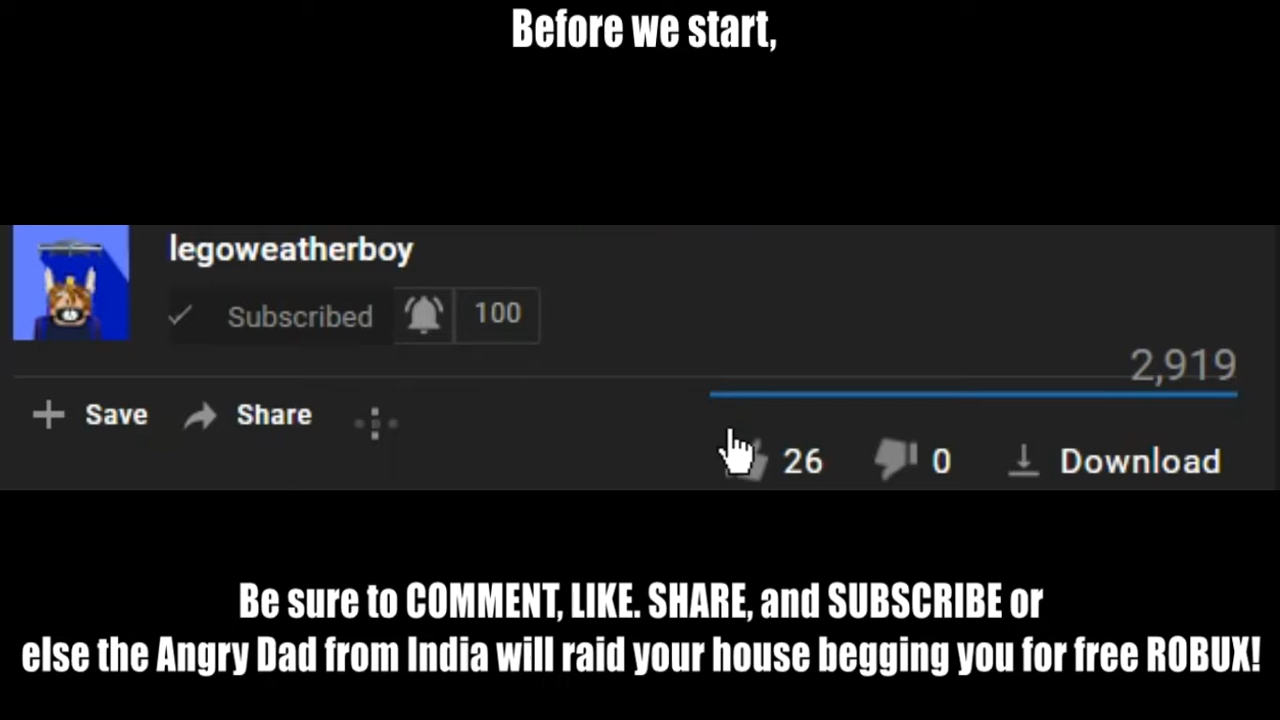 Before we start,
legoweatherboy
Subscribed 100
2,919
Save Share
26 0 Download
Be sure to COMMENT, LIKE. SHARE, and SUBSCRIBE or
else the Angry Dad from India will raid your house begging you for free ROBUX!